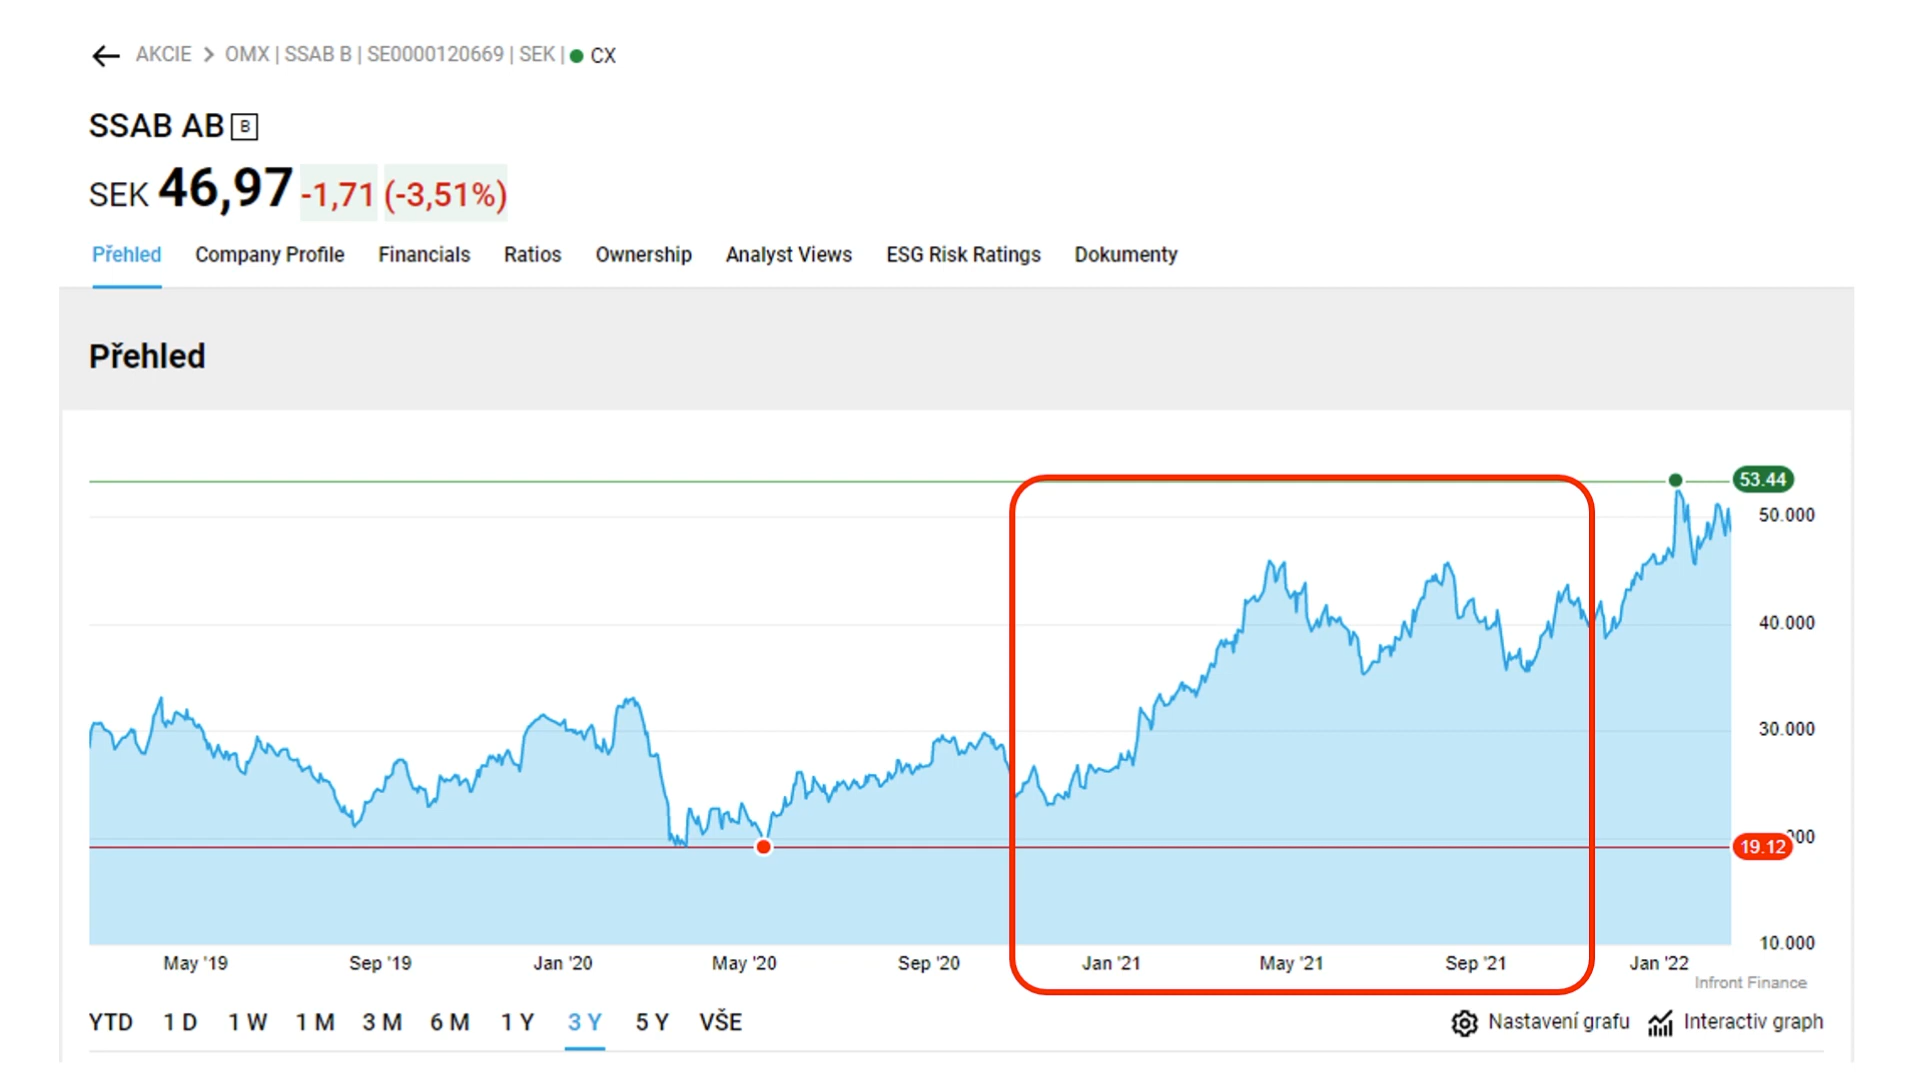 AKCIE > OMX | SSAB B | SE0000120669 | SEK | CX
SSAB AB B
SEK 46,97 -1,71 (-3,51%)
Přehled Company Profile Financials Ratios Ownership Analyst Views ESG Risk Ratings Dokumenty
Přehled
53.44
50.000
40.000
30.000
000
19.12
10.000
May '19 Sep '19 Jan '20 May '20 Sep '20 Jan '21 May '21 Sep '21 Jan '22
Infront Finance
YTD 1 D 1 W 1 M 3 M 6 M 1 Y 3 Y 5 Y VŠE Nastavení grafu Interactiv graph